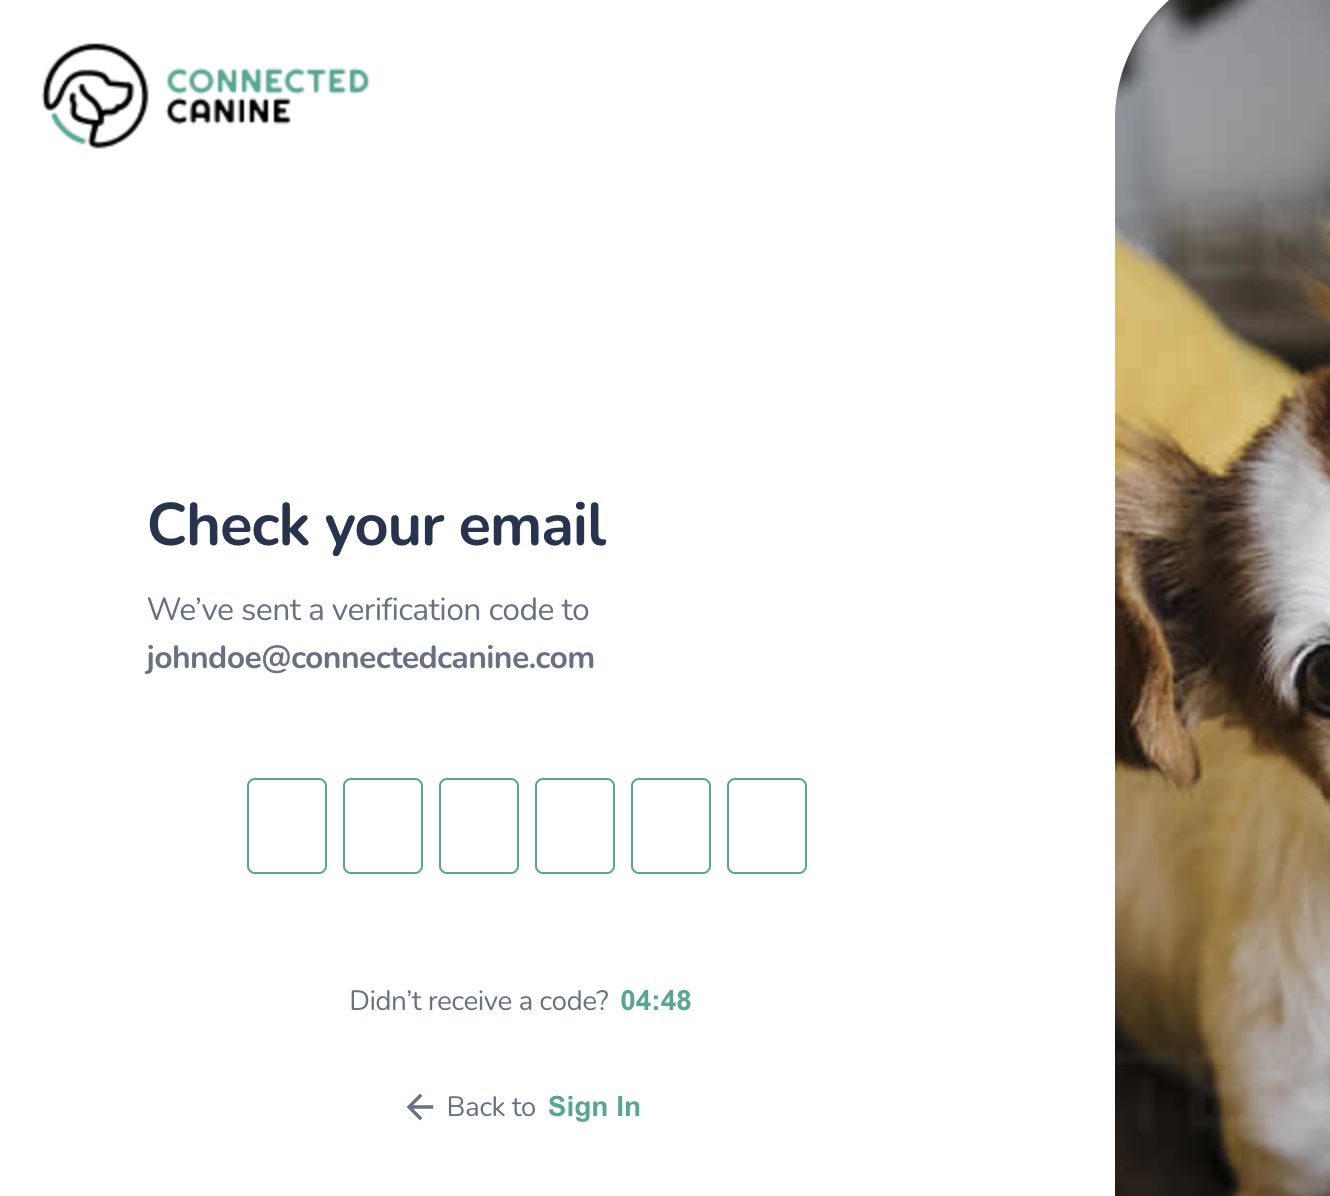 CONNECTED
CANINE
Check your email
We’ve sent a verification code to
johndoe@connectedcanine.com
Didn’t receive a code? 04:48
Back to Sign In